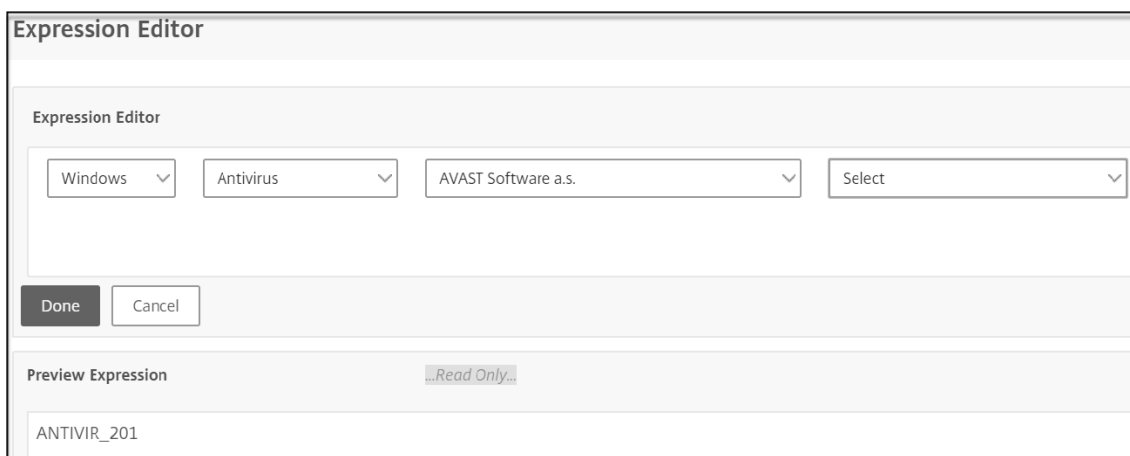 Expression Editor
Expression Editor
Windows Antivirus AVAST Software a.s. Select
Done Cancel
Preview Expression ...Read Only...
ANTIVIR_201